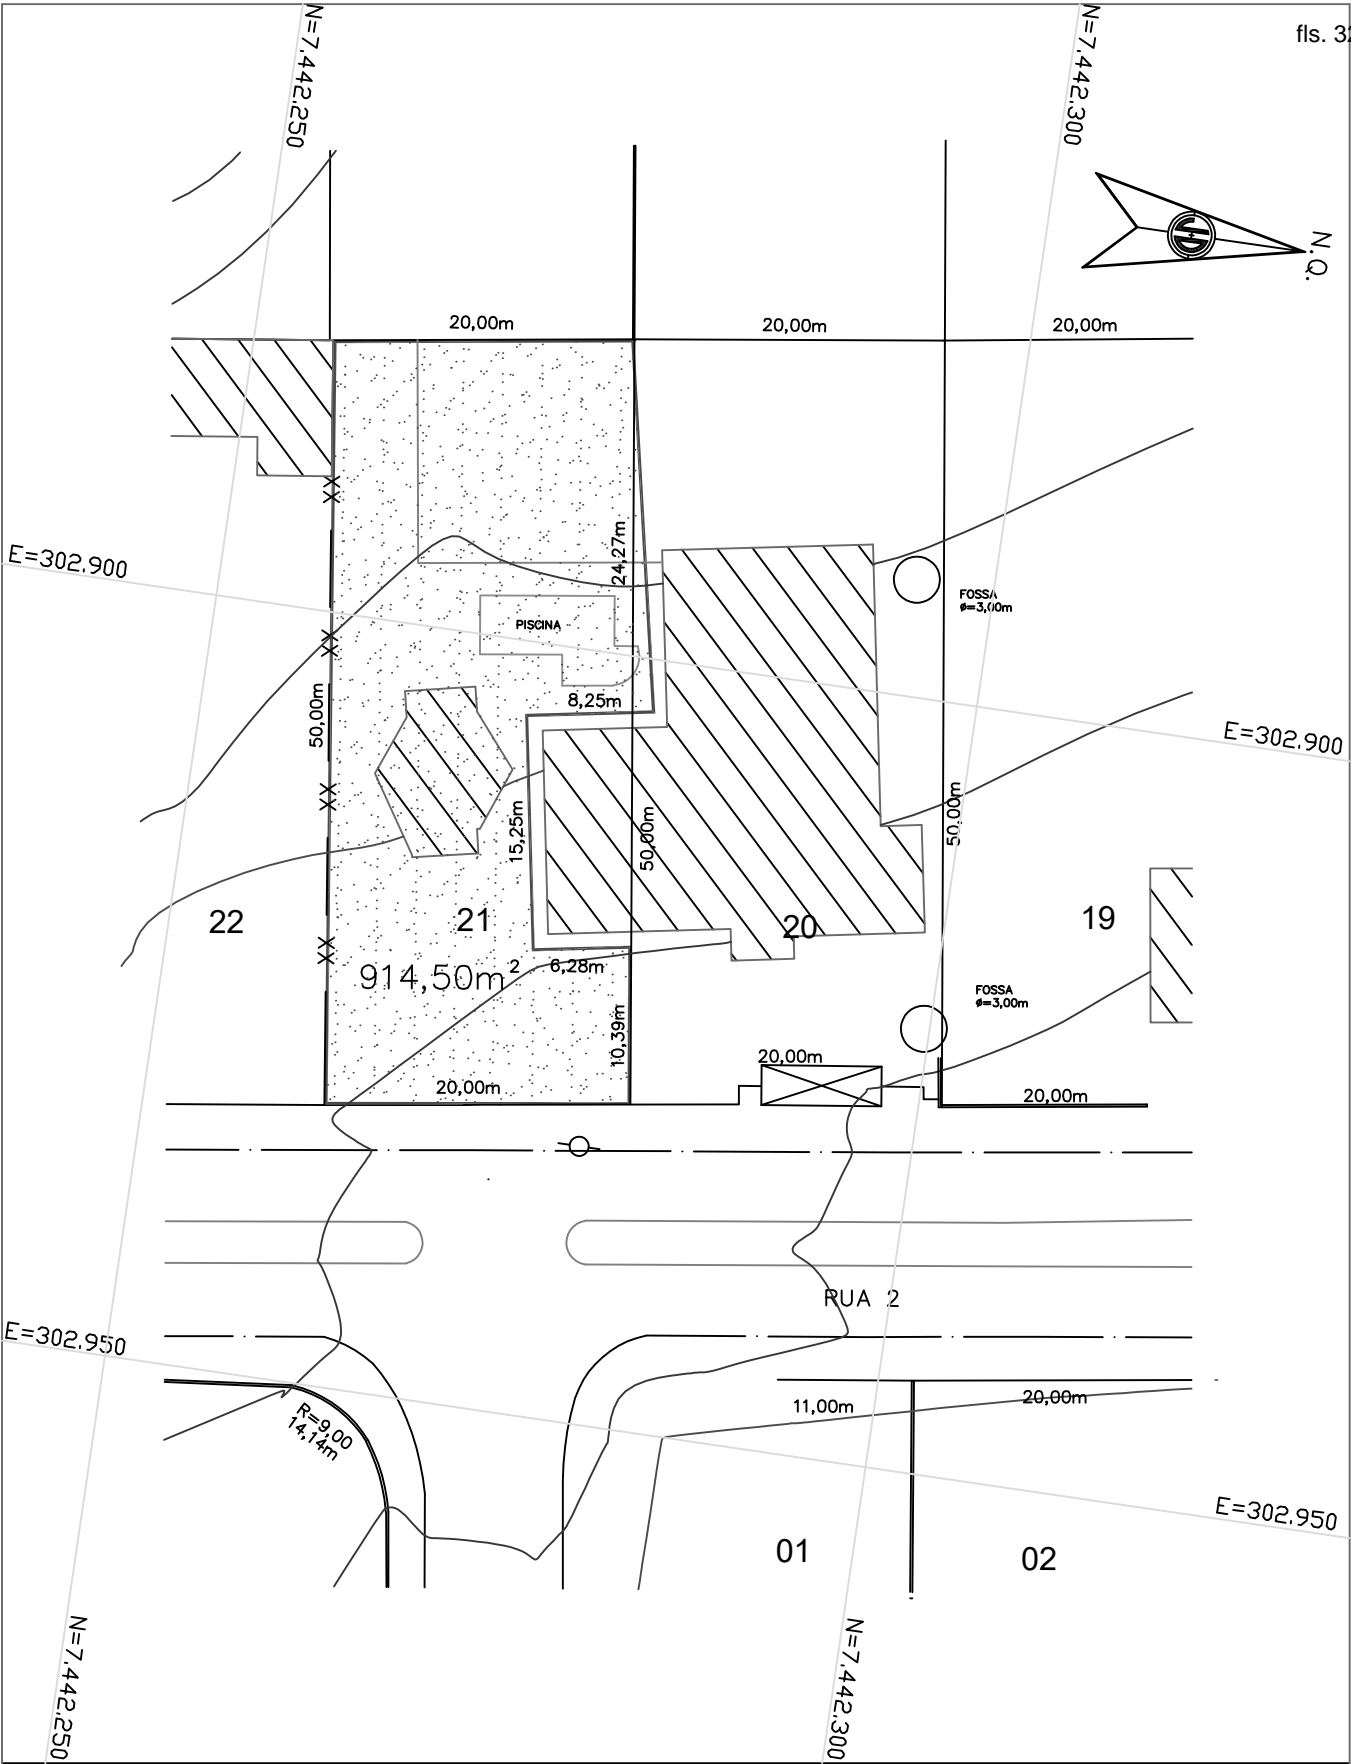 N=7.442.250
N=7.442.300
fls. 32
N.Q.
20,00m
20,00m
20,00m
E=302.900
24,27m
FOSSA
ø=3,00m
PISCINA
8,25m
50,00m
E=302.900
15,25m
50,00m
50,00m
22
21
20
19
914,50m²
6,28m
FOSSA
ø=3,00m
10,39m
20,00m
20,00m
20,00m
RUA 2
E=302.950
R=9,00
14,14m
11,00m
20,00m
E=302.950
01
02
N=7.442.250
N=7.442.300